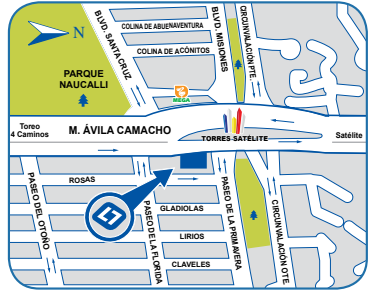 N
COLINA DE ABUENAVENTURA
BLVD. SANTA CRUZ
BLVD. MISIONES
CIRCUNVALACIÓN PTE.
COLINA DE ACÓNITOS
PARQUE
NAUCALLI
MEGA
Toreo
4 Caminos
M. ÁVILA CAMACHO
TORRES SATÉLITE
Satélite
ROSAS
PASEO DEL OTOÑO
PASEO DE LA FLORIDA
PASEO DE LA PRIMAVERA
CIRCUNVALACIÓN OTE.
GLADIOLAS
LIRIOS
CLAVELES